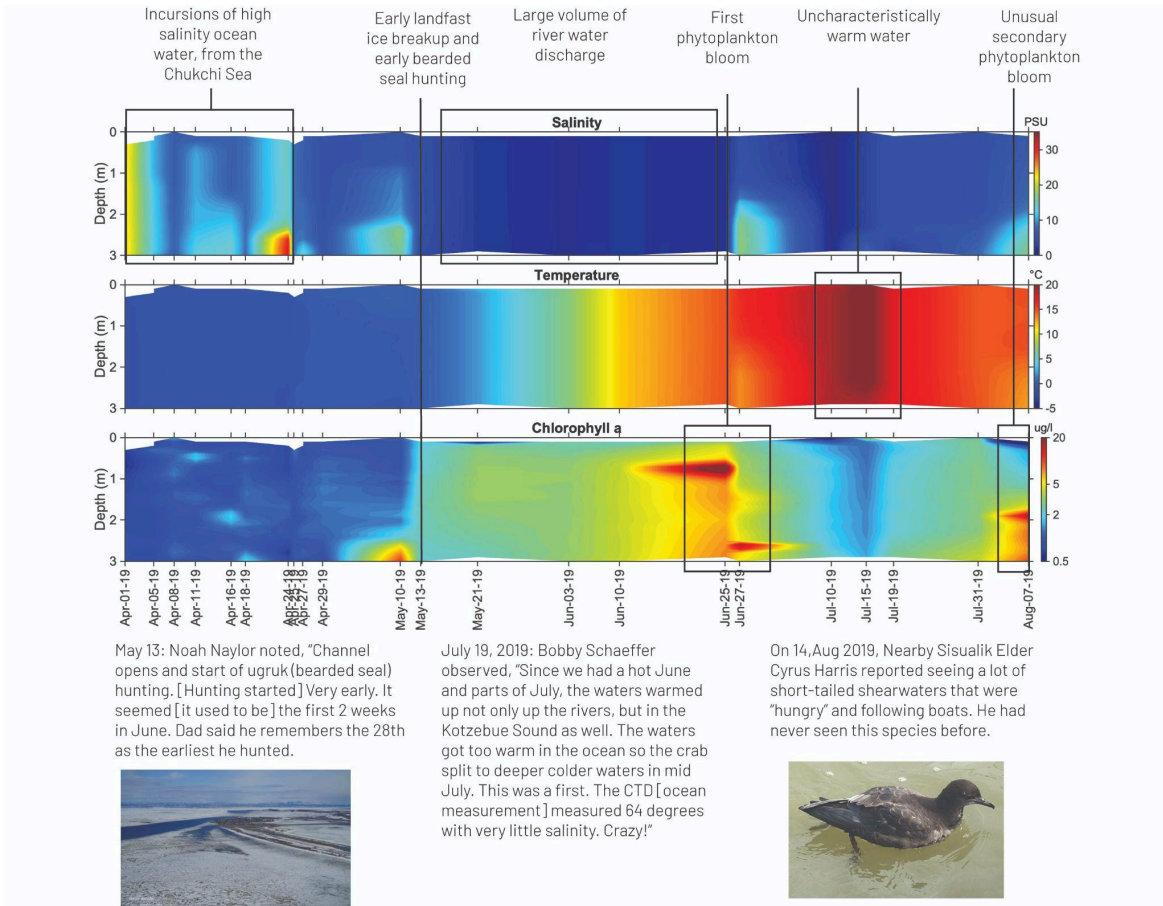 Incursions of high
salinity ocean
water, from the
Chukchi Sea
Early landfast
ice breakup and
early bearded
seal hunting
Large volume of
river water
discharge
First
phytoplankton
bloom
Uncharacteristically
warm water
Unusual
secondary
phytoplankton
bloom
Salinity
PSU
Depth (m)
0
1
2
3
30
20
10
0
Temperature
°C
Depth (m)
0
1
2
3
20
15
10
5
0
-5
Chlorophyll a
ug/l
Depth (m)
0
1
2
3
20
5
2
0.5
Apr-01-19
Apr-05-19
Apr-08-19
Apr-11-19
Apr-16-19
Apr-18-19
Apr-27-19
Apr-29-19
May-10-19
May-13-19
May-21-19
Jun-03-19
Jun-10-19
Jun-25-19
Jun-27-19
Jul-10-19
Jul-15-19
Jul-19-19
Jul-31-19
Aug-07-19
May 13: Noah Naylor noted, "Channel
opens and start of ugruk (bearded seal)
hunting. [Hunting started] Very early. It
seemed [it used to be] the first 2 weeks
in June. Dad said he remembers the 28th
as the earliest he hunted.
July 19, 2019: Bobby Schaeffer
observed, "Since we had a hot June
and parts of July, the waters warmed
up not only up the rivers, but in the
Kotzebue Sound as well. The waters
got too warm in the ocean so the crab
split to deeper colder waters in mid
July. This was a first. The CTD [ocean
measurement] measured 64 degrees
with very little salinity. Crazy!"
On 14,Aug 2019, Nearby Sisualik Elder
Cyrus Harris reported seeing a lot of
short-tailed shearwaters that were
"hungry" and following boats. He had
never seen this species before.